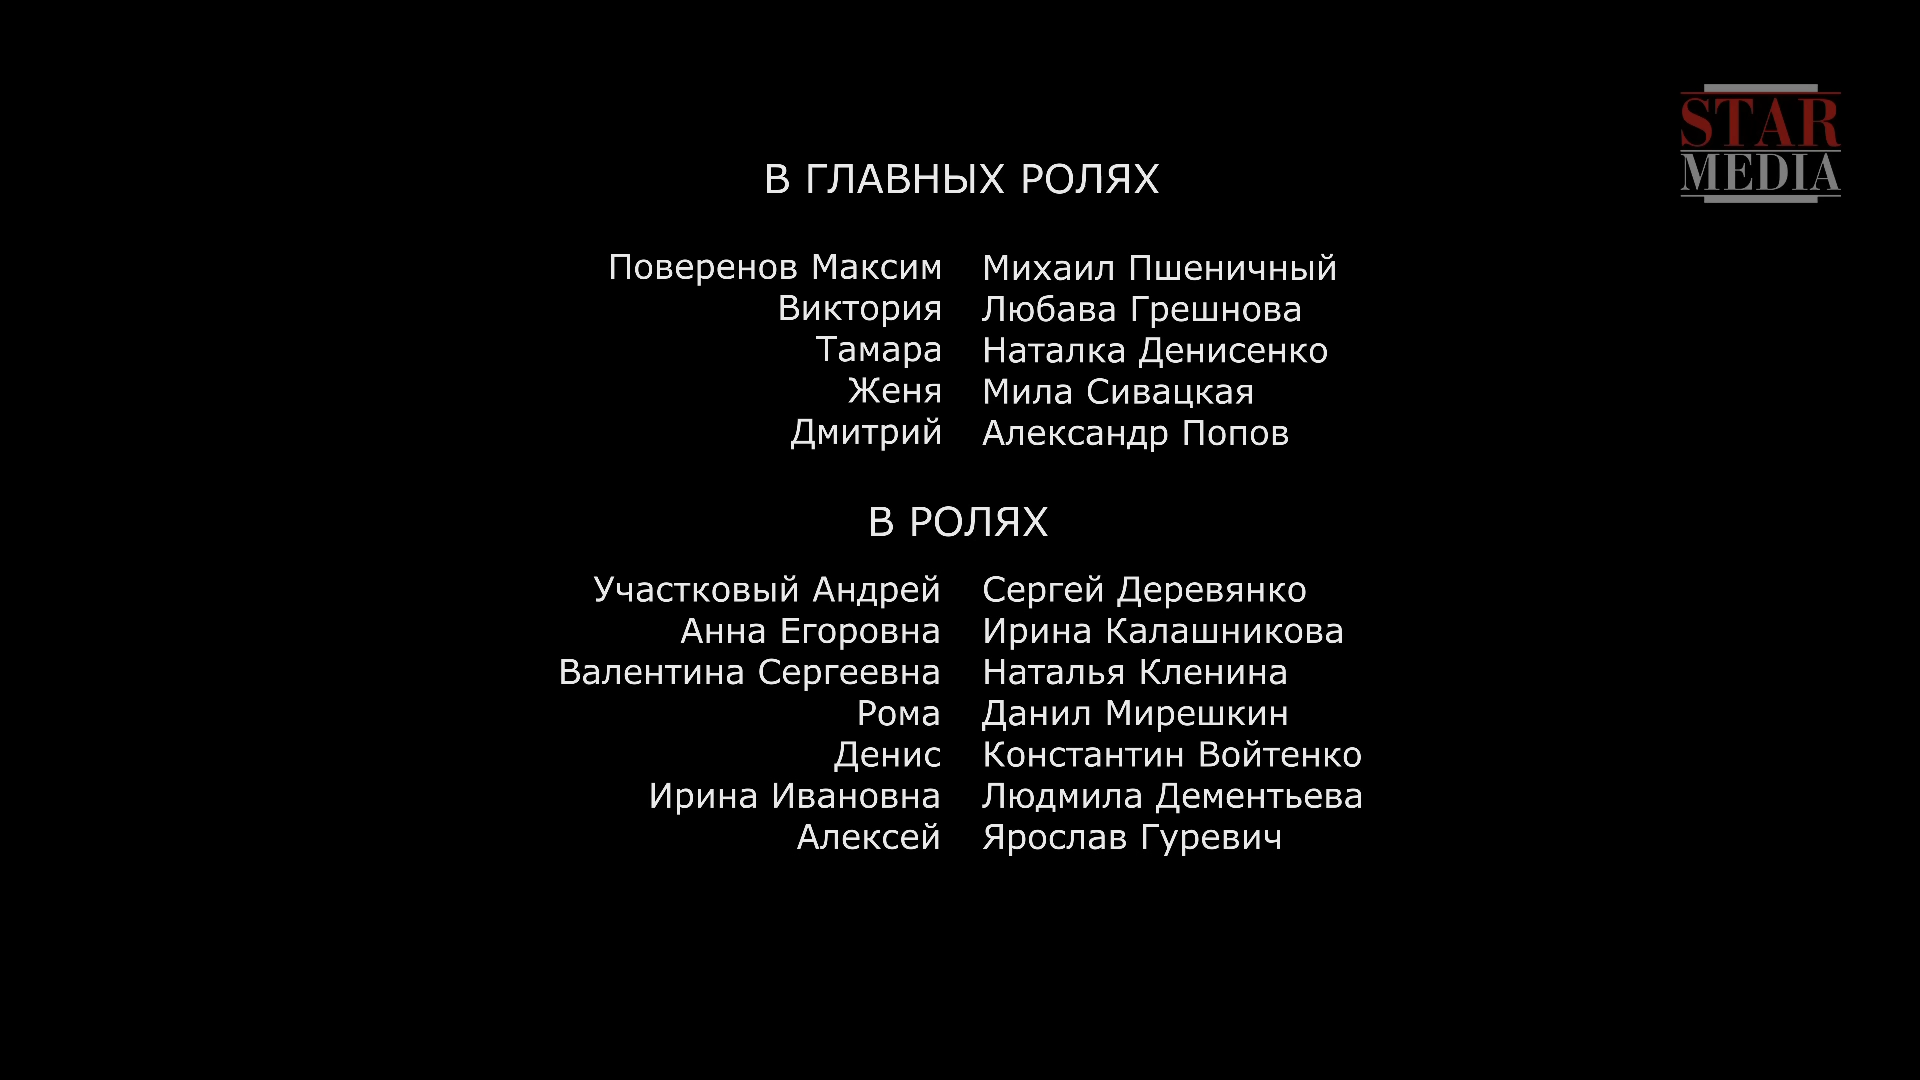 STAR
MEDIA
В ГЛАВНЫХ РОЛЯХ
Поверенов Максим Михаил Пшеничный
Виктория Любава Грешнова
Тамара Наталка Денисенко
Женя Мила Сивацкая
Дмитрий Александр Попов
В РОЛЯХ
Участковый Андрей Сергей Деревянко
Анна Егоровна Ирина Калашникова
Валентина Сергеевна Наталья Кленина
Рома Данил Мирешкин
Денис Константин Войтенко
Ирина Ивановна Людмила Дементьева
Алексей Ярослав Гуревич